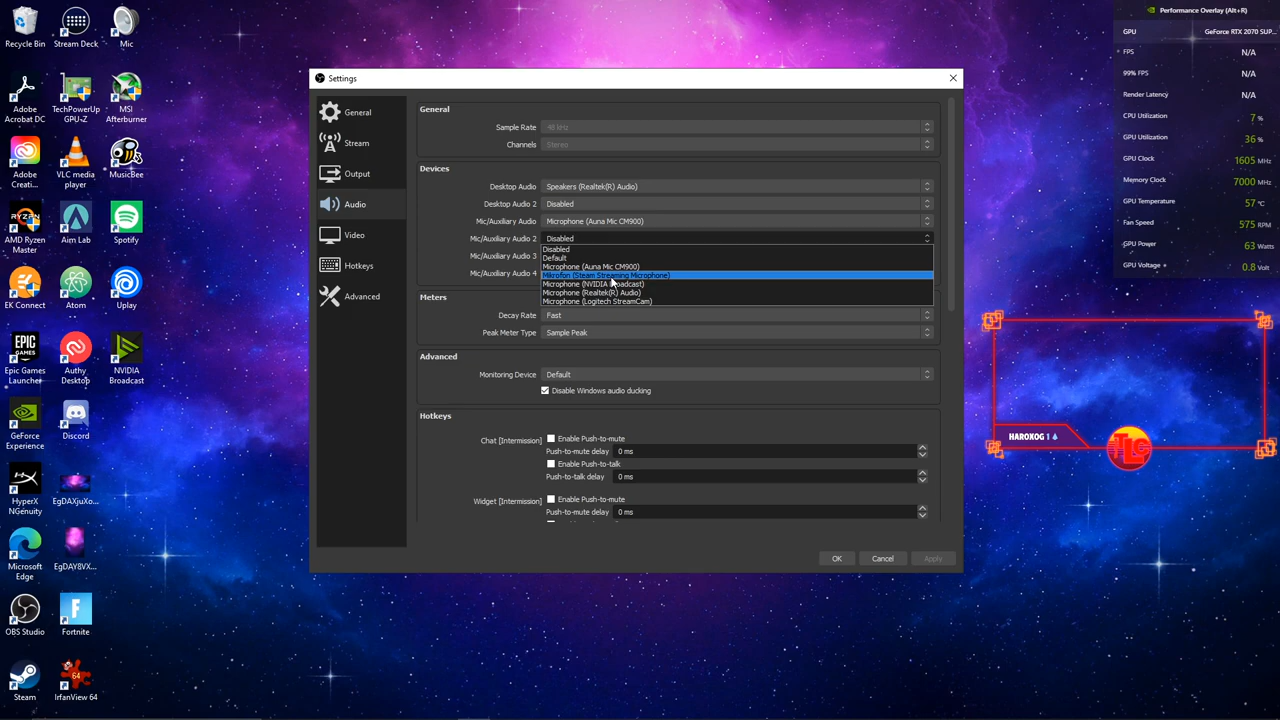 Recycle Bin
Stream Deck
Mic
Adobe
Acrobat DC
TechPowerUp
GPU-Z
MSI
Afterburner
Adobe
Creati...
VLC media
player
MusicBee
RYZEN
AMD Ryzen
Master
Aim Lab
Spotify
EK Connect
Atom
Uplay
EPIC
GAMES
Epic Games
Launcher
Authy
Desktop
NVIDIA
Broadcast
GeForce
Experience
Discord
HyperX
NGenuity
EgDAXjuXo...
Microsoft
Edge
EgDAY8VX...
OBS Studio
Fortnite
Steam
64
IrfanView 64
Settings
General
Stream
Output
Audio
Video
Hotkeys
Advanced
General
Sample Rate 48 kHz
Channels Stereo
Devices
Desktop Audio Speakers (Realtek(R) Audio)
Desktop Audio 2 Disabled
Mic/Auxiliary Audio Microphone (Auna Mic CM900)
Mic/Auxiliary Audio 2 Disabled
Mic/Auxiliary Audio 3
Mic/Auxiliary Audio 4
Disabled
Default
Microphone (Auna Mic CM900)
Mikrofon (Steam Streaming Microphone)
Microphone (NVIDIA Broadcast)
Microphone (Realtek(R) Audio)
Microphone (Logitech StreamCam)
Meters
Decay Rate Fast
Peak Meter Type Sample Peak
Advanced
Monitoring Device Default
Disable Windows audio ducking
Hotkeys
Chat [Intermission] Enable Push-to-mute
Push-to-mute delay 0 ms
Enable Push-to-talk
Push-to-talk delay 0 ms
Widget [Intermission] Enable Push-to-mute
Push-to-mute delay 0 ms
OK Cancel Apply
Performance Overlay (Alt+R)
GPU GeForce RTX 2070 SUP...
FPS N/A
99% FPS N/A
Render Latency N/A
CPU Utilization 7 %
GPU Utilization 36 %
GPU Clock 1605 MHz
Memory Clock 7000 MHz
GPU Temperature 57 °C
Fan Speed 575 RPM
GPU Power 63 Watts
GPU Voltage 0.8 Volt
HAROXOG 1
TLG